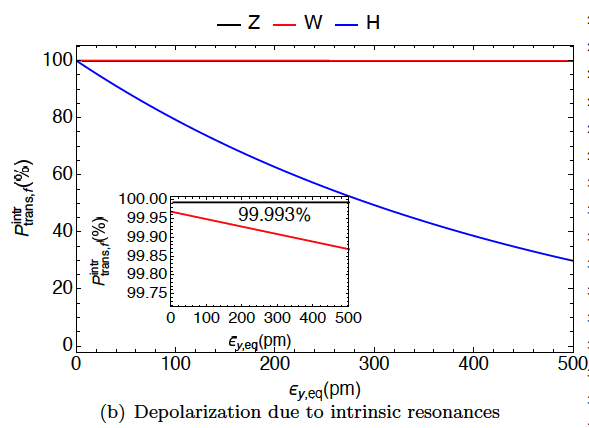 Z W H
100
80
60
40
20
0
P^intr_trans,f(%)
100.00
99.95
99.90
99.85
99.80
99.75
P^intr_trans,f(%)
99.993%
0 100 200 300 400 500
ϵy,eq(pm)
0 100 200 300 400 500
ϵy,eq(pm)
(b) Depolarization due to intrinsic resonances